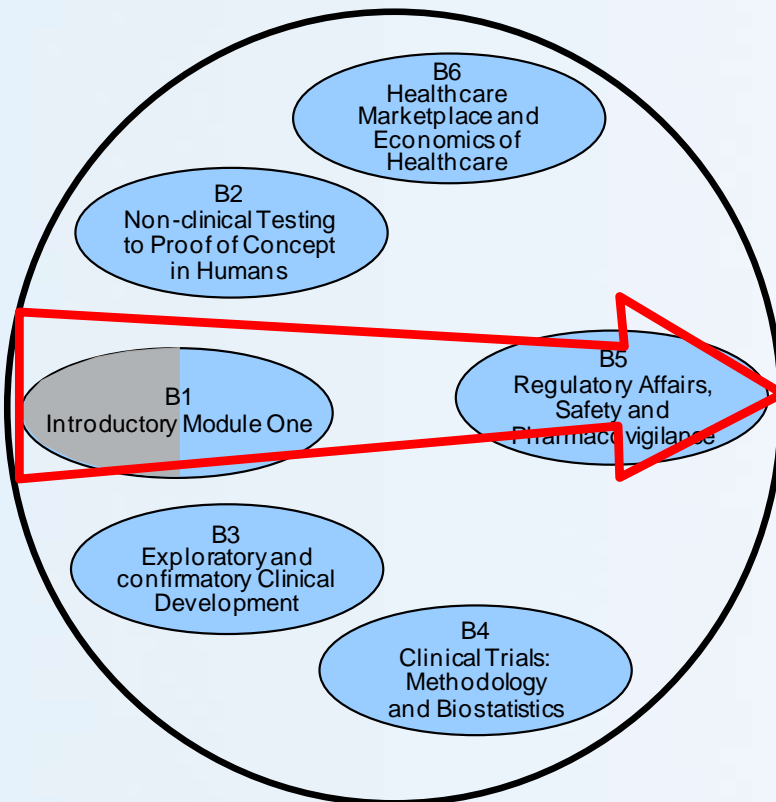 B6
Healthcare
Marketplace and
Economics of
Healthcare
B2
Non-clinical Testing
to Proof of Concept
in Humans
B1
Introductory Module One
B5
Regulatory Affairs,
Safety and
Pharmacovigilance
B3
Exploratory and
confirmatory Clinical
Development
B4
Clinical Trials:
Methodology
and Biostatistics